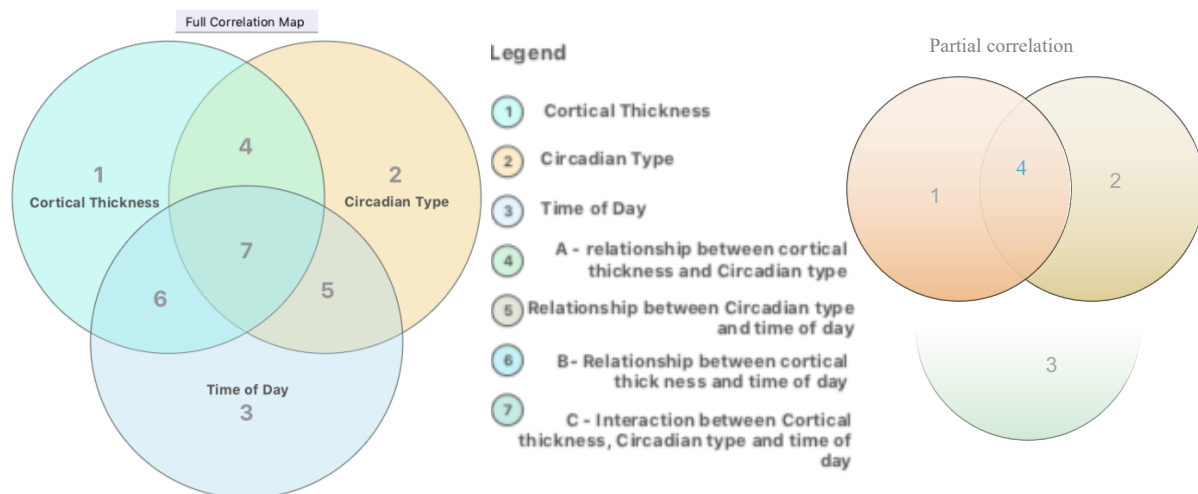 Full Correlation Map
4
1
2
Cortical Thickness
Circadian Type
7
6
5
Time of Day
3
Legend
1 Cortical Thickness
2 Circadian Type
3 Time of Day
4 A - relationship between cortical
thickness and Circadian type
5 Relationship between Circadian type
and time of day
6 B- Relationship between cortical
thick ness and time of day
7 C - Interaction between Cortical
thickness, Circadian type and time of
day
Partial correlation
1
4
2
3